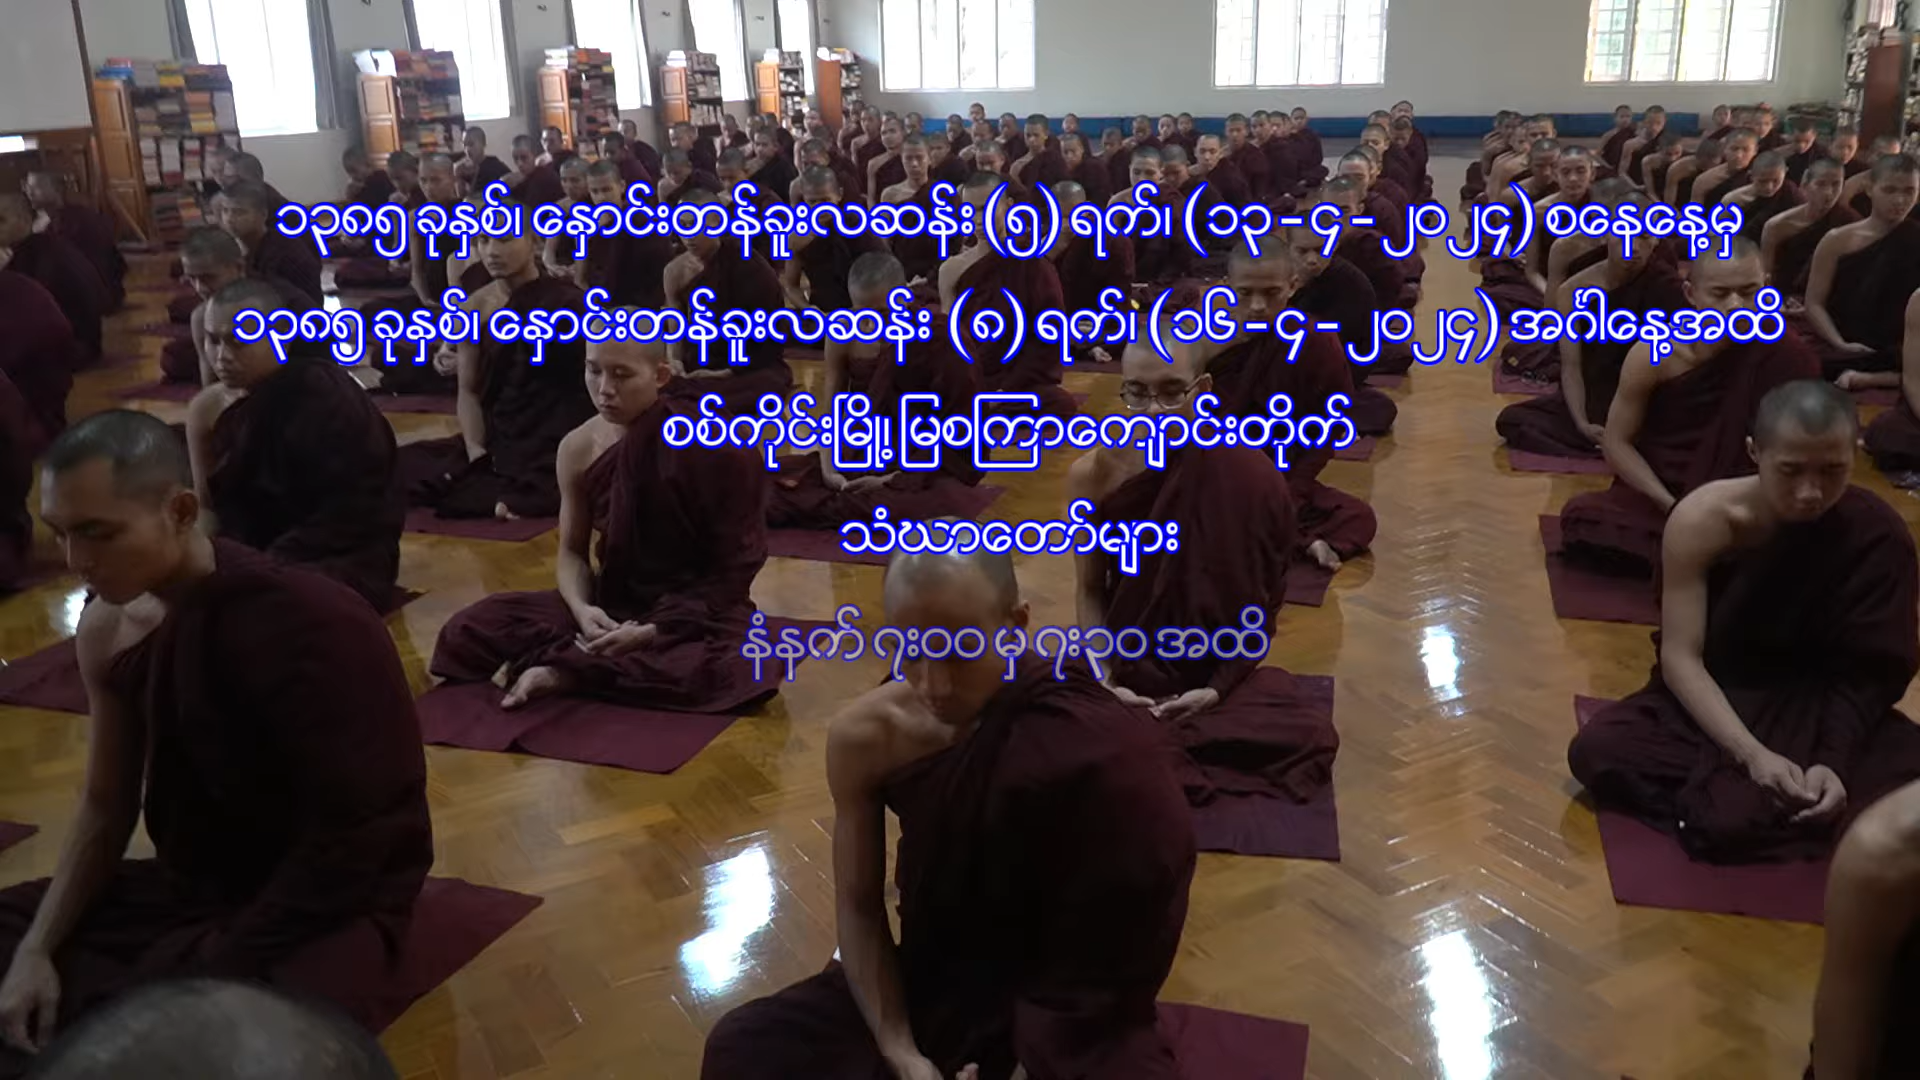 ၁၃၈၅ ခုနှစ်၊ နှောင်းတန်ခူးလဆန်း (၅) ရက်၊ (၁၃ - ၄ - ၂၀၂၄) စနေနေ့မှ
၁၃၈၅ ခုနှစ်၊ နှောင်းတန်ခူးလဆန်း (၈) ရက်၊ (၁၆ - ၄ - ၂၀၂၄) အင်္ဂါနေ့အထိ
စစ်ကိုင်းမြို့၊ မြစကြာကျောင်းတိုက်
သံဃာတော်များ
နံနက် ၇း၀၀ မှ ၇း၃၀ အထိ